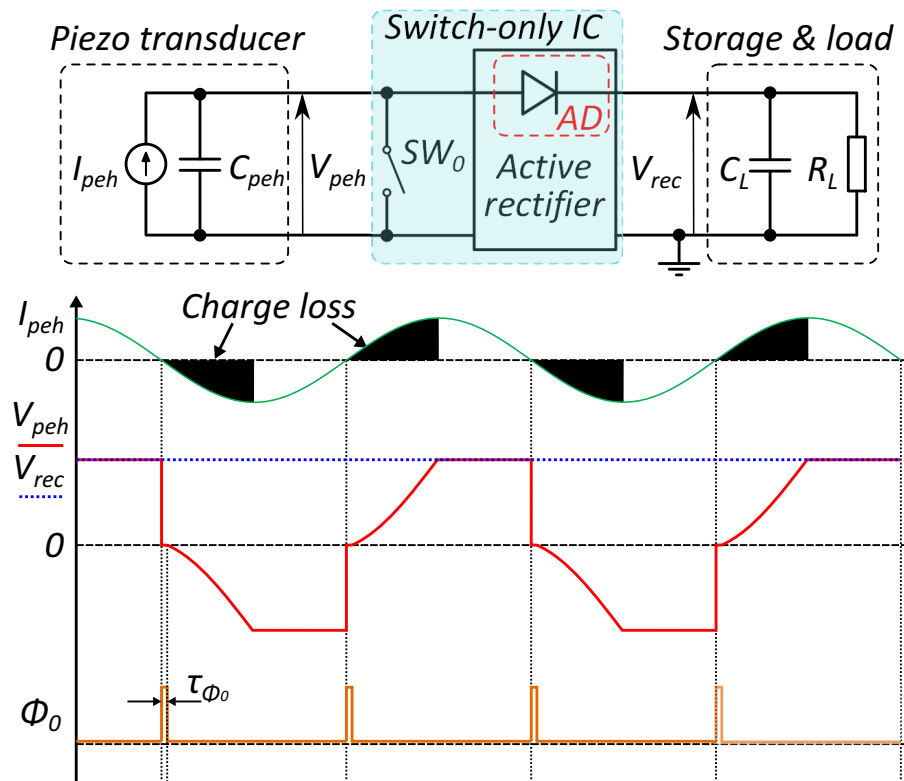 Piezo transducer
Switch-only IC
Storage & load
AD
I_peh
C_peh
V_peh
SW_0
Active
rectifier
V_rec
C_L
R_L
I_peh
Charge loss
0
V_peh
V_rec
0
τ_Φ0
Φ_0